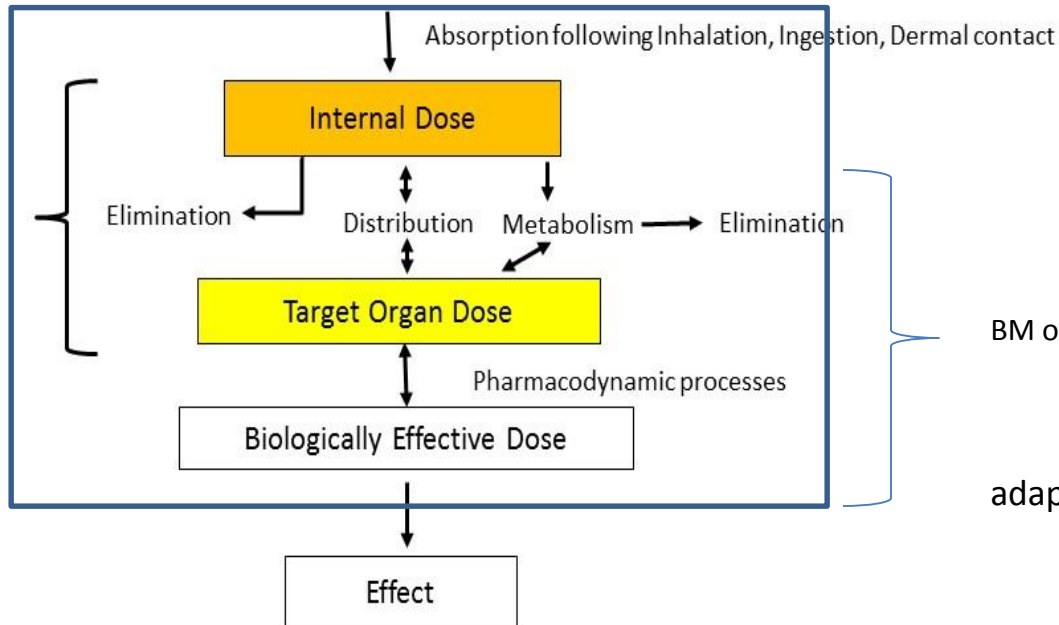 Absorption following Inhalation, Ingestion, Dermal contact
Internal Dose
Elimination
Distribution
Metabolism
Elimination
Target Organ Dose
BM o
Pharmacodynamic processes
Biologically Effective Dose
adap
Effect